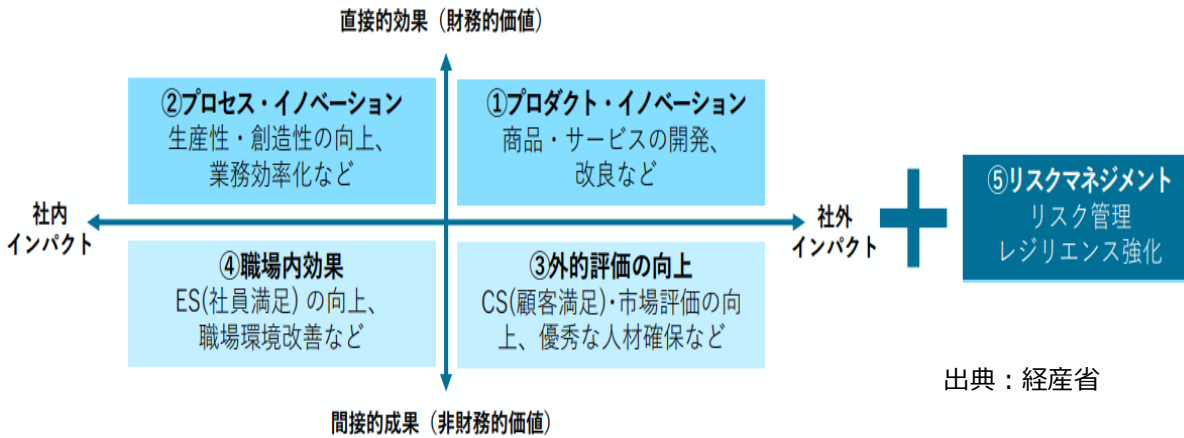 直接的効果（財務的価値）
②プロセス・イノベーション
生産性・創造性の向上、
業務効率化など
①プロダクト・イノベーション
商品・サービスの開発、
改良など
社内
インパクト
社外
インパクト
⑤リスクマネジメント
リスク管理
レジリエンス強化
④職場内効果
ES(社員満足) の向上、
職場環境改善など
③外的評価の向上
CS(顧客満足)･市場評価の向
上、優秀な人材確保など
出典：経産省
間接的成果（非財務的価値）